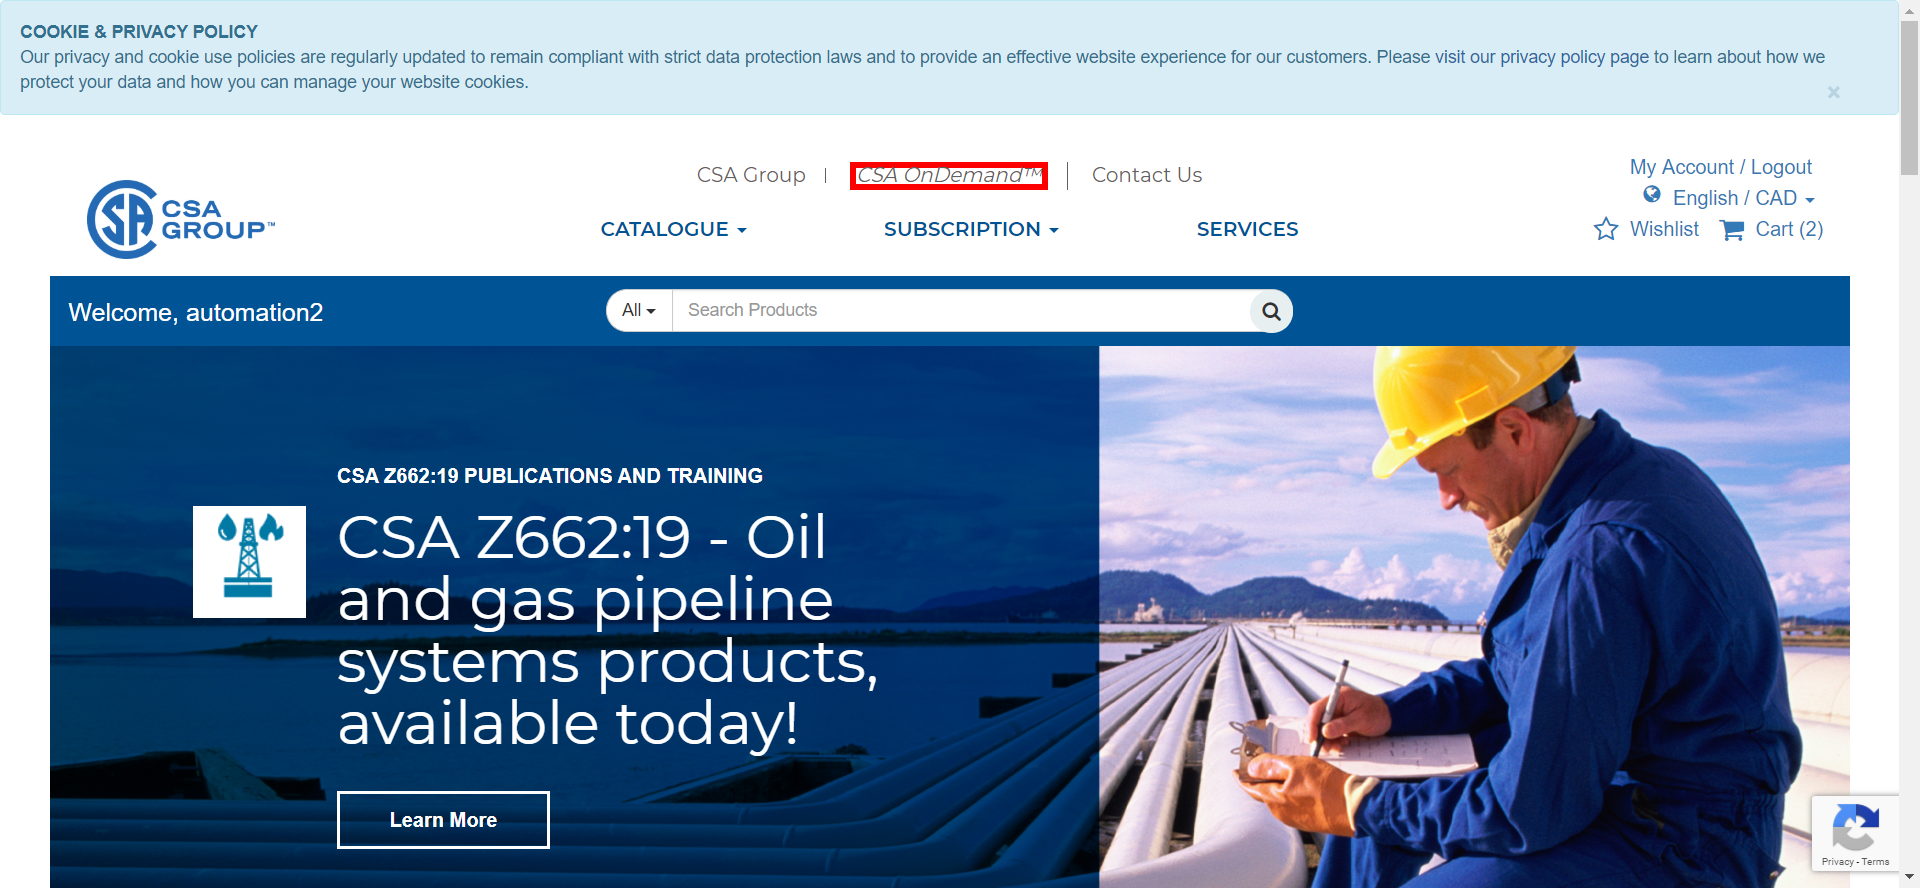 COOKIE & PRIVACY POLICY
Our privacy and cookie use policies are regularly updated to remain compliant with strict data protection laws and to provide an effective website experience for our customers. Please visit our privacy policy page to learn about how we
protect your data and how you can manage your website cookies.
×
CSA Group | CSA OnDemand™ | Contact Us
My Account / Logout
English / CAD
CSA
GROUP™
CATALOGUE SUBSCRIPTION SERVICES
Wishlist Cart (2)
Welcome, automation2
All Search Products
CSA Z662:19 PUBLICATIONS AND TRAINING
CSA Z662:19 - Oil
and gas pipeline
systems products,
available today!
Learn More
Privacy - Terms